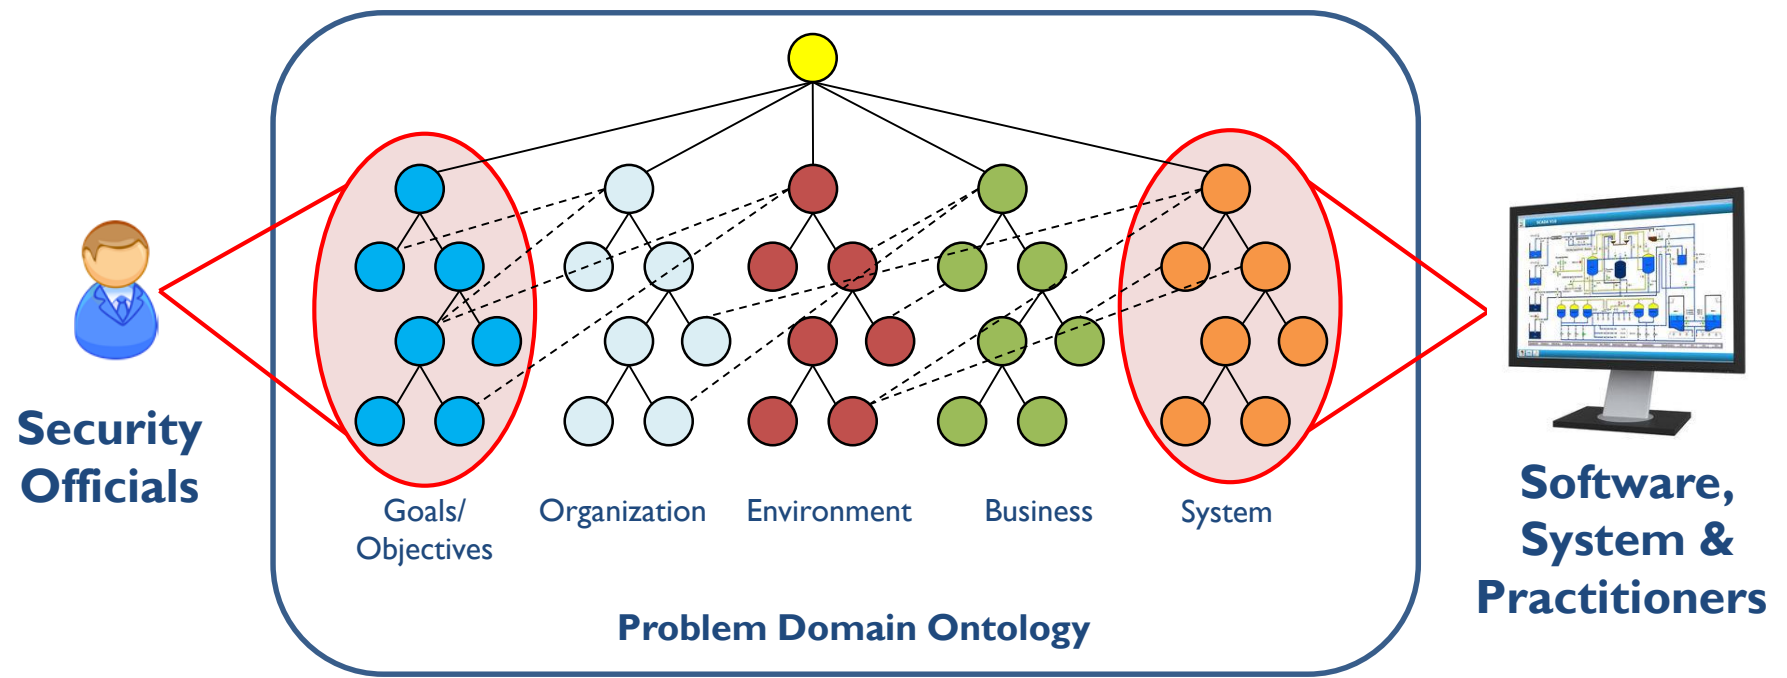 Security
Officials
Goals/
Objectives
Organization
Environment
Business
System
Problem Domain Ontology
Software,
System &
Practitioners